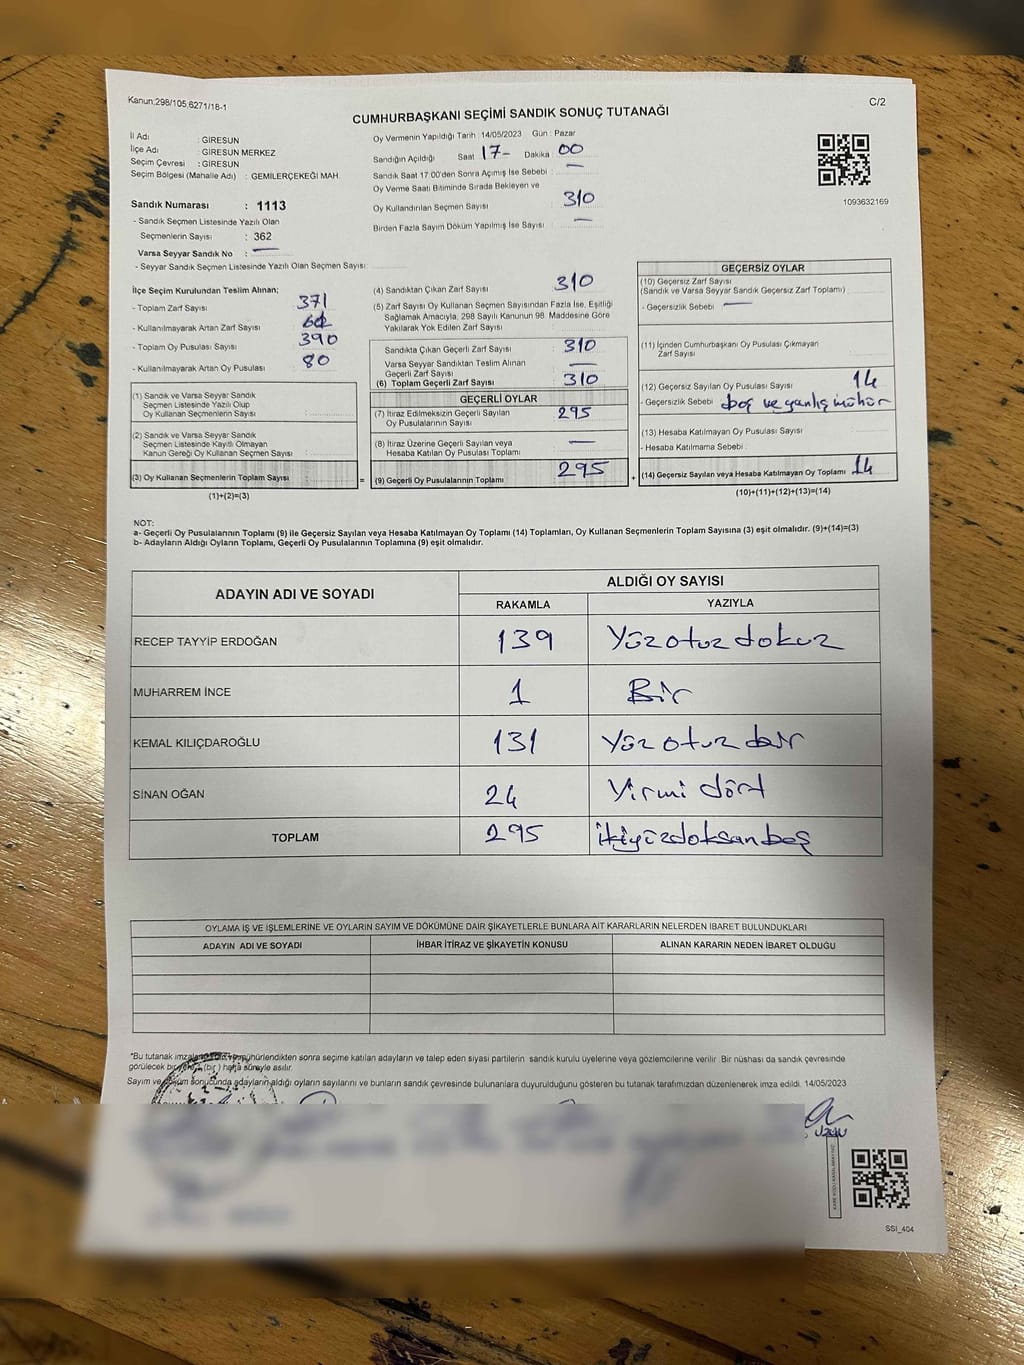 Kanun;298/105,6271/18-1
C/2
CUMHURBAŞKANI SEÇİMİ SANDIK SONUÇ TUTANAĞI
İl Adı : GİRESUN
İlçe Adı : GİRESUN MERKEZ
Seçim Çevresi : GİRESUN
Seçim Bölgesi (Mahalle Adı) : GEMİLERÇEKEĞİ MAH.
Sandık Numarası : 1113
- Sandık Seçmen Listesinde Yazılı Olan
Seçmenlerin Sayısı : 362
Varsa Seyyar Sandık No : —
- Seyyar Sandık Seçmen Listesinde Yazılı Olan Seçmen Sayısı:
Oy Vermenin Yapıldığı Tarih : 14/05/2023 Gün : Pazar
Sandığın Açıldığı Saat 17- Dakika 00
Sandık Saat 17:00'den Sonra Açılmış İse Sebebi : —
Oy Verme Saati Bitiminde Sırada Bekleyen ve
Oy Kullandırılan Seçmen Sayısı 310
Birden Fazla Sayım Döküm Yapılmış İse Sayısı : —
1093632169
İlçe Seçim Kurulundan Teslim Alınan;
- Toplam Zarf Sayısı 371
- Kullanılmayarak Artan Zarf Sayısı
- Toplam Oy Pusulası Sayısı 390
- Kullanılmayarak Artan Oy Pusulası 80
(1) Sandık ve Varsa Seyyar Sandık
Seçmen Listesinde Yazılı Olup
Oy Kullanan Seçmenlerin Sayısı :
(2) Sandık ve Varsa Seyyar Sandık
Seçmen Listesinde Kayıtlı Olmayan
Kanun Gereği Oy Kullanan Seçmen Sayısı :
(3) Oy Kullanan Seçmenlerin Toplam Sayısı =
(1)+(2)=(3)
(4) Sandıktan Çıkan Zarf Sayısı : 310
(5) Zarf Sayısı Oy Kullanan Seçmen Sayısından Fazla İse, Eşitliği
Sağlamak Amacıyla, 298 Sayılı Kanunun 98. Maddesine Göre
Yakılarak Yok Edilen Zarf Sayısı :
Sandıkta Çıkan Geçerli Zarf Sayısı : 310
Varsa Seyyar Sandıktan Teslim Alınan
Geçerli Zarf Sayısı : —
(6) Toplam Geçerli Zarf Sayısı 310
GEÇERLİ OYLAR
(7) İtiraz Edilmeksizin Geçerli Sayılan
Oy Pusulalarının Sayısı : 295
(8) İtiraz Üzerine Geçerli Sayılan veya
Hesaba Katılan Oy Pusulası Toplamı : —
(9) Geçerli Oy Pusulalarının Toplamı 295 +
GEÇERSİZ OYLAR
(10) Geçersiz Zarf Sayısı
(Sandık ve Varsa Seyyar Sandık Geçersiz Zarf Toplamı) :
- Geçersizlik Sebebi : —
(11) İçinden Cumhurbaşkanı Oy Pusulası Çıkmayan
Zarf Sayısı :
(12) Geçersiz Sayılan Oy Pusulası Sayısı : 14
- Geçersizlik Sebebi : boş ve yanlış mühür
(13) Hesaba Katılmayan Oy Pusulası Sayısı :
- Hesaba Katılmama Sebebi :
(14) Geçersiz Sayılan veya Hesaba Katılmayan Oy Toplamı 14
(10)+(11)+(12)+(13)=(14)
NOT:
a- Geçerli Oy Pusulalarının Toplamı (9) ile Geçersiz Sayılan veya Hesaba Katılmayan Oy Toplamı (14) Toplamları, Oy Kullanan Seçmenlerin Toplam Sayısına (3) eşit olmalıdır. (9)+(14)=(3)
b- Adayların Aldığı Oyların Toplamı, Geçerli Oy Pusulalarının Toplamına (9) eşit olmalıdır.
ADAYIN ADI VE SOYADI
ALDIĞI OY SAYISI
RAKAMLA YAZIYLA
RECEP TAYYİP ERDOĞAN 139 Yüz otuz dokuz
MUHARREM İNCE 1 Bir
KEMAL KILIÇDAROĞLU 131 Yüz otuz bir
SİNAN OĞAN 24 Yirmi dört
TOPLAM 295 ikiyüzdoksanbeş
OYLAMA İŞ VE İŞLEMLERİNE VE OYLARIN SAYIM VE DÖKÜMÜNE DAİR ŞİKAYETLERLE BUNLARA AİT KARARLARIN NELERDEN İBARET BULUNDUKLARI
ADAYIN ADI VE SOYADI İHBAR İTİRAZ VE ŞİKAYETİN KONUSU ALINAN KARARIN NEDEN İBARET OLDUĞU
*Bu tutanak sonra seçime katılan adayların ve talep eden siyasi partilerin sandık kurulu üyelerine veya gözlemcilerine verilir. Bir nüshası da sandık çevresinde
görülecek bir yere (bir) hafta süreyle asılır.
Sayım ve döküm sonucunda adayların aldığı oyların sayılarını ve bunların sandık çevresinde bulunanlara duyurulduğunu gösteren bu tutanak tarafımızdan düzenlenerek imza edildi. 14/05/2023
SSI_404